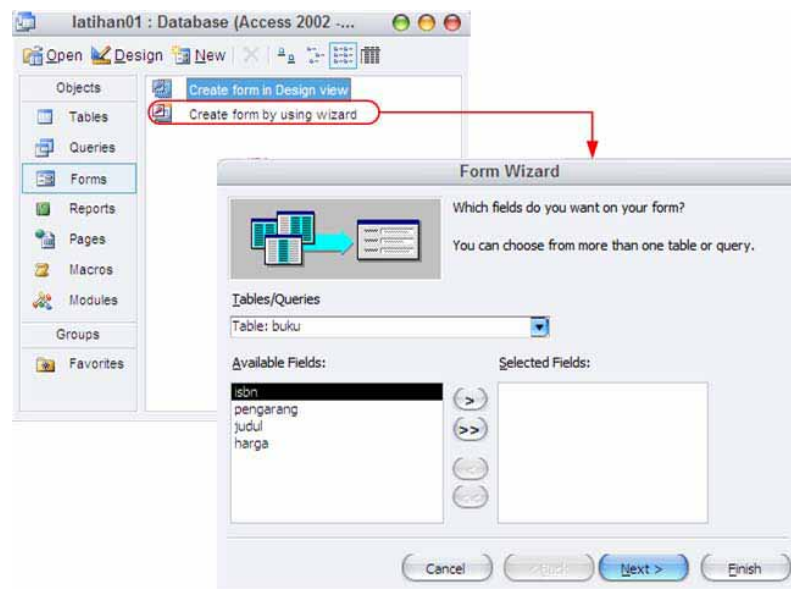 latihan01 : Database (Access 2002 -...
Open Design New
Objects
Tables
Queries
Forms
Reports
Pages
Macros
Modules
Groups
Favorites
Create form in Design view
Create form by using wizard
Form Wizard
Which fields do you want on your form?
You can choose from more than one table or query.
Tables/Queries
Table: buku
Available Fields:
Selected Fields:
isbn
pengarang
judul
harga
>
>>
Cancel
< Back
Next >
Finish